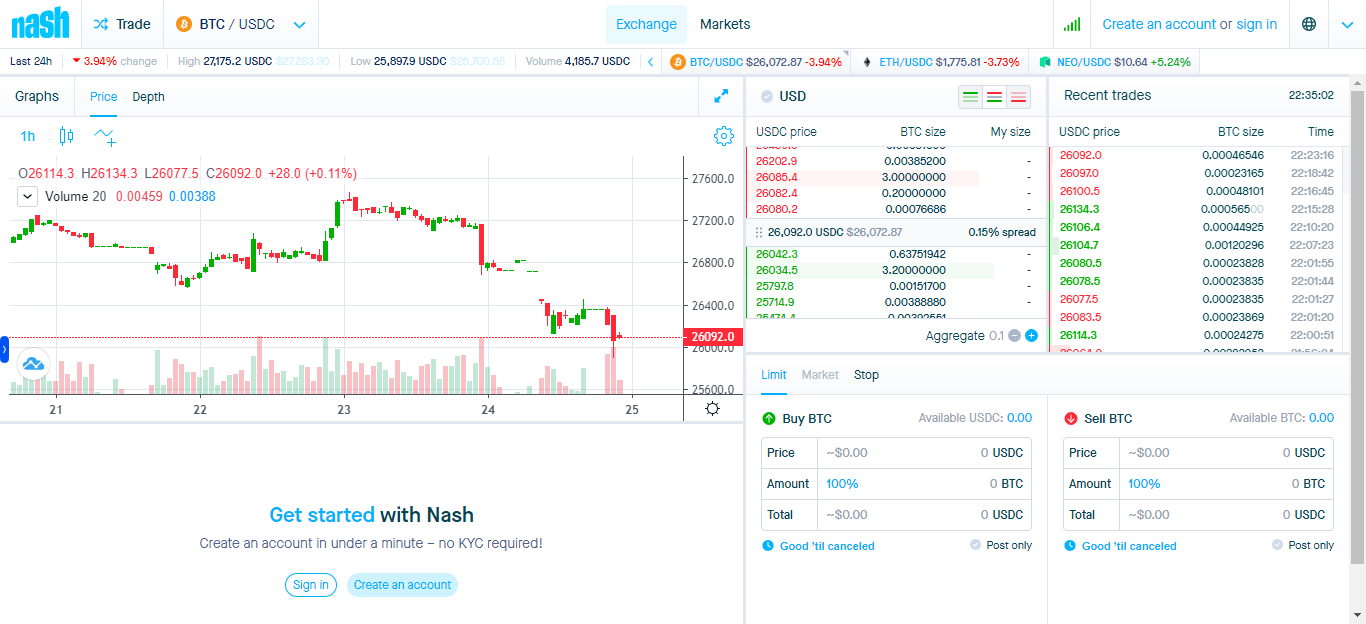 nash
Trade
BTC / USDC
Exchange
Markets
Create an account or sign in
Last 24h
3.94% change
High 27,175.2 USDC $27,283.90
Low 25,897.9 USDC $25,700.58
Volume 4,185.7 USDC
BTC/USDC $26,072.87 -3.94%
ETH/USDC $1,775.81 -3.73%
NEO/USDC $10.64 +5.24%
Graphs
Price
Depth
1h
O26114.3 H26134.3 L26077.5 C26092.0 +28.0 (+0.11%)
Volume 20 0.00459 0.00388
27600.0
27200.0
26800.0
26400.0
26092.0
26000.0
25600.0
21 22 23 24 25
Get started with Nash
Create an account in under a minute – no KYC required!
Sign in
Create an account
USD
USDC price BTC size My size
26202.9 0.00385200 -
26085.4 3.00000000 -
26082.4 0.20000000 -
26080.2 0.00076686 -
26,092.0 USDC $26,072.87 0.15% spread
26042.3 0.63751942 -
26034.5 3.20000000 -
25797.8 0.00151700 -
25714.9 0.00388880 -
Aggregate 0.1
Recent trades 22:35:02
USDC price BTC size Time
26092.0 0.00046546 22:23:16
26097.0 0.00023165 22:18:42
26100.5 0.00048101 22:16:45
26134.3 0.00056500 22:15:28
26106.4 0.00044925 22:10:20
26104.7 0.00120296 22:07:23
26080.5 0.00023828 22:01:55
26078.5 0.00023835 22:01:44
26077.5 0.00023835 22:01:27
26083.5 0.00023869 22:01:20
26114.3 0.00024275 22:00:51
Limit Market Stop
Buy BTC
Available USDC: 0.00
Price ~$0.00 0 USDC
Amount 100% 0 BTC
Total ~$0.00 0 USDC
Good 'til canceled
Post only
Sell BTC
Available BTC: 0.00
Price ~$0.00 0 USDC
Amount 100% 0 BTC
Total ~$0.00 0 USDC
Good 'til canceled
Post only